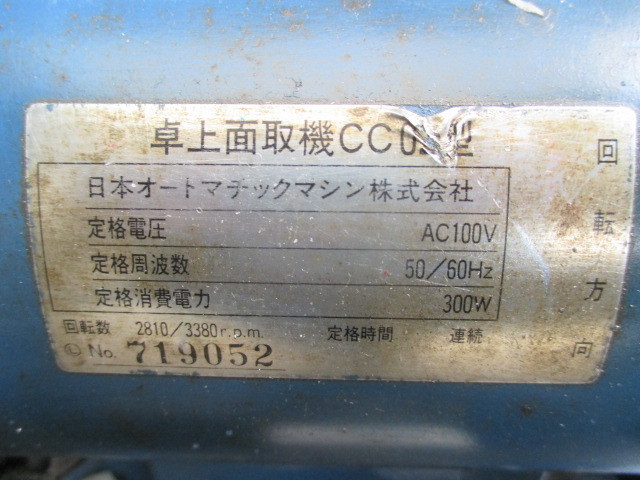 卓上面取機CC0 型
日本オートマチックマシン株式会社
定格電圧 AC100V
定格周波数 50/60Hz
定格消費電力 300W
回転数 2810/3380r.p.m. 定格時間 連続
No. 719052
回転方向